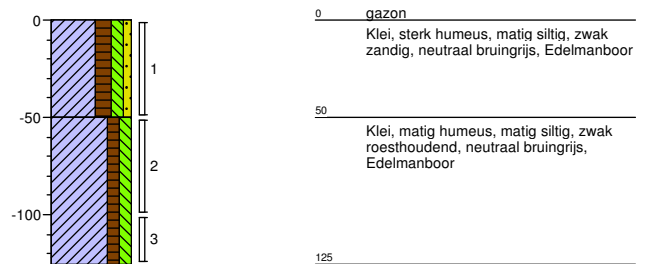 0
-50
-100
1
2
3
0 gazon
Klei, sterk humeus, matig siltig, zwak
zandig, neutraal bruingrijs, Edelmanboor
50
Klei, matig humeus, matig siltig, zwak
roesthoudend, neutraal bruingrijs,
Edelmanboor
125